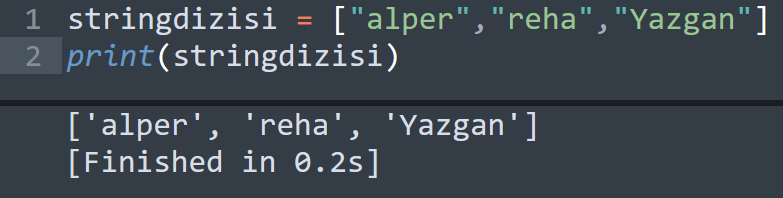 1 stringdizisi = ["alper","reha","Yazgan"]
2 print(stringdizisi)
['alper', 'reha', 'Yazgan']
[Finished in 0.2s]